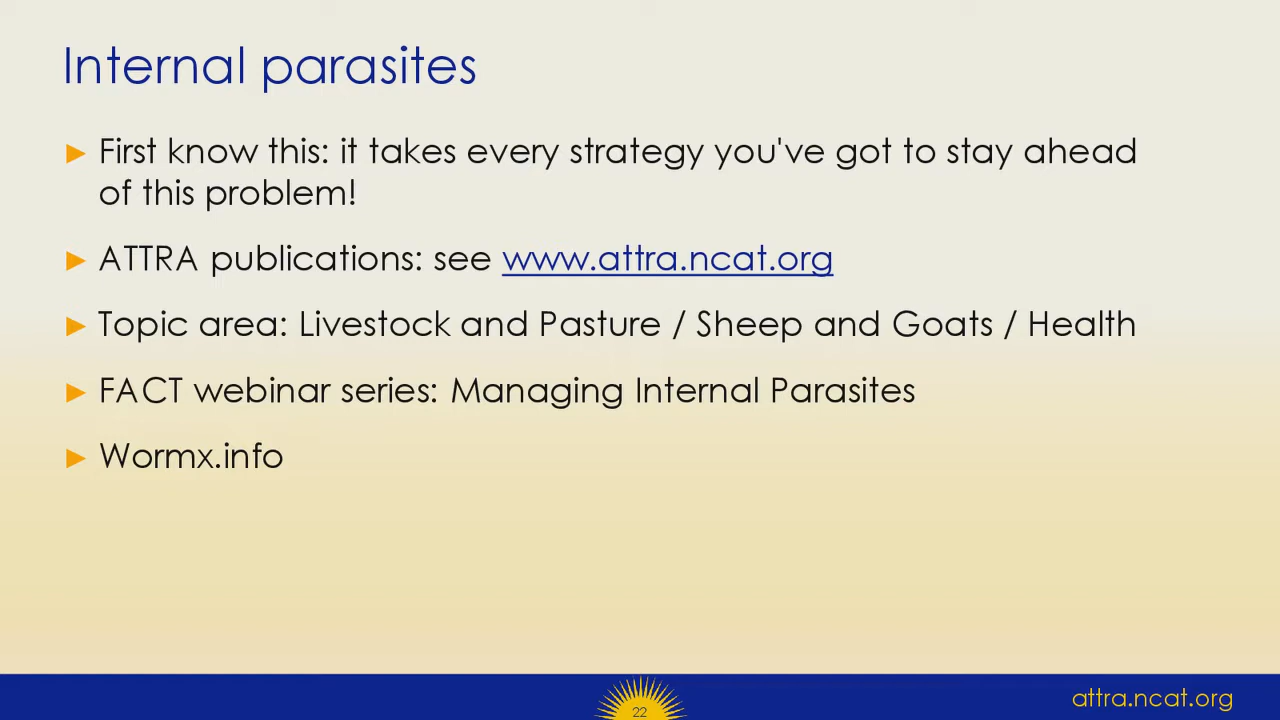 Internal parasites
► First know this: it takes every strategy you've got to stay ahead
of this problem!
► ATTRA publications: see www.attra.ncat.org
► Topic area: Livestock and Pasture / Sheep and Goats / Health
► FACT webinar series: Managing Internal Parasites
► Wormx.info
22
attra.ncat.org